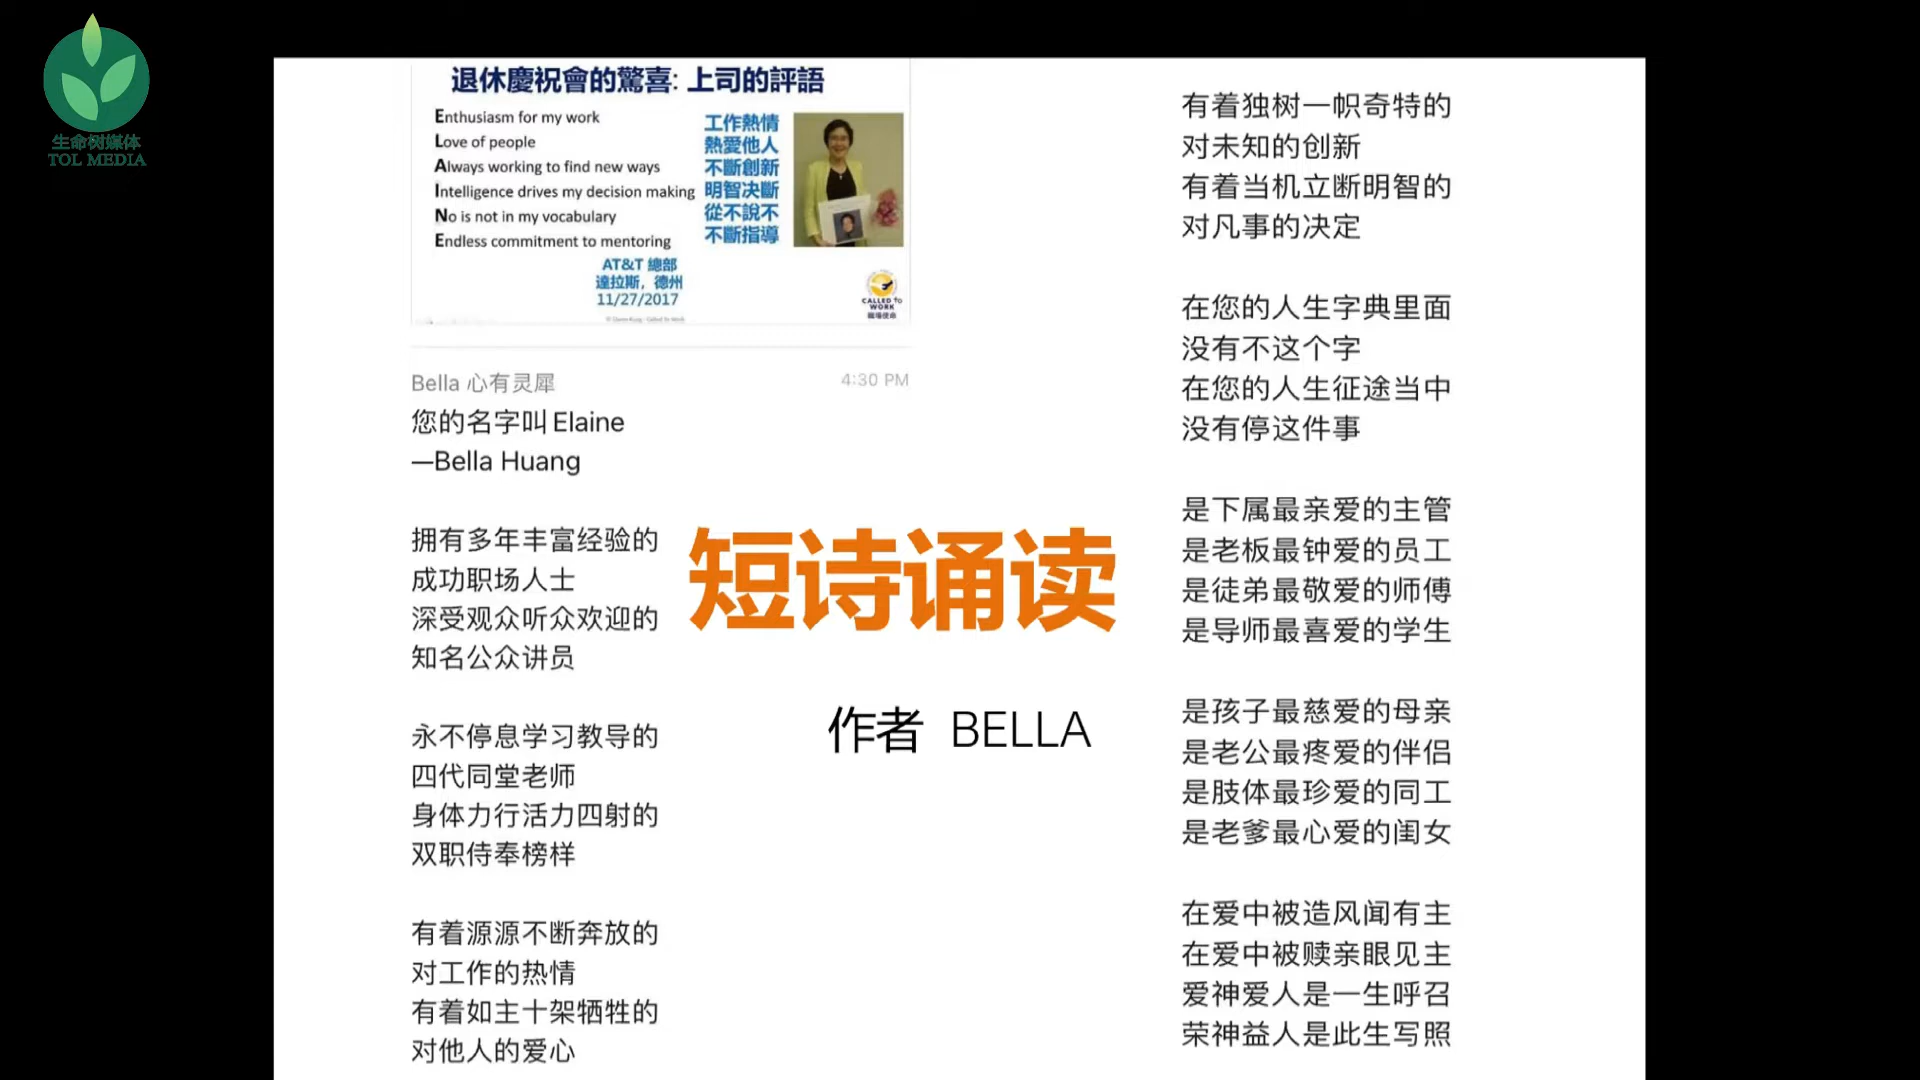 生命树媒体
TOL MEDIA
退休慶祝會的驚喜: 上司的評語
Enthusiasm for my work
Love of people
Always working to find new ways
Intelligence drives my decision making
No is not in my vocabulary
Endless commitment to mentoring
工作熱情
熱愛他人
不斷創新
明智決斷
從不說不
不斷指導
AT&T 總部
達拉斯，德州
11/27/2017
CALLED TO
WORK
職場使命
Bella 心有灵犀
4:30 PM
您的名字叫Elaine
—Bella Huang
拥有多年丰富经验的
成功职场人士
深受观众听众欢迎的
知名公众讲员
永不停息学习教导的
四代同堂老师
身体力行活力四射的
双职侍奉榜样
有着源源不断奔放的
对工作的热情
有着如主十架牺牲的
对他人的爱心
短诗诵读
作者 BELLA
有着独树一帜奇特的
对未知的创新
有着当机立断明智的
对凡事的决定
在您的人生字典里面
没有不这个字
在您的人生征途当中
没有停这件事
是下属最亲爱的主管
是老板最钟爱的员工
是徒弟最敬爱的师傅
是导师最喜爱的学生
是孩子最慈爱的母亲
是老公最疼爱的伴侣
是肢体最珍爱的同工
是老爹最心爱的闺女
在爱中被造风闻有主
在爱中被赎亲眼见主
爱神爱人是一生呼召
荣神益人是此生写照